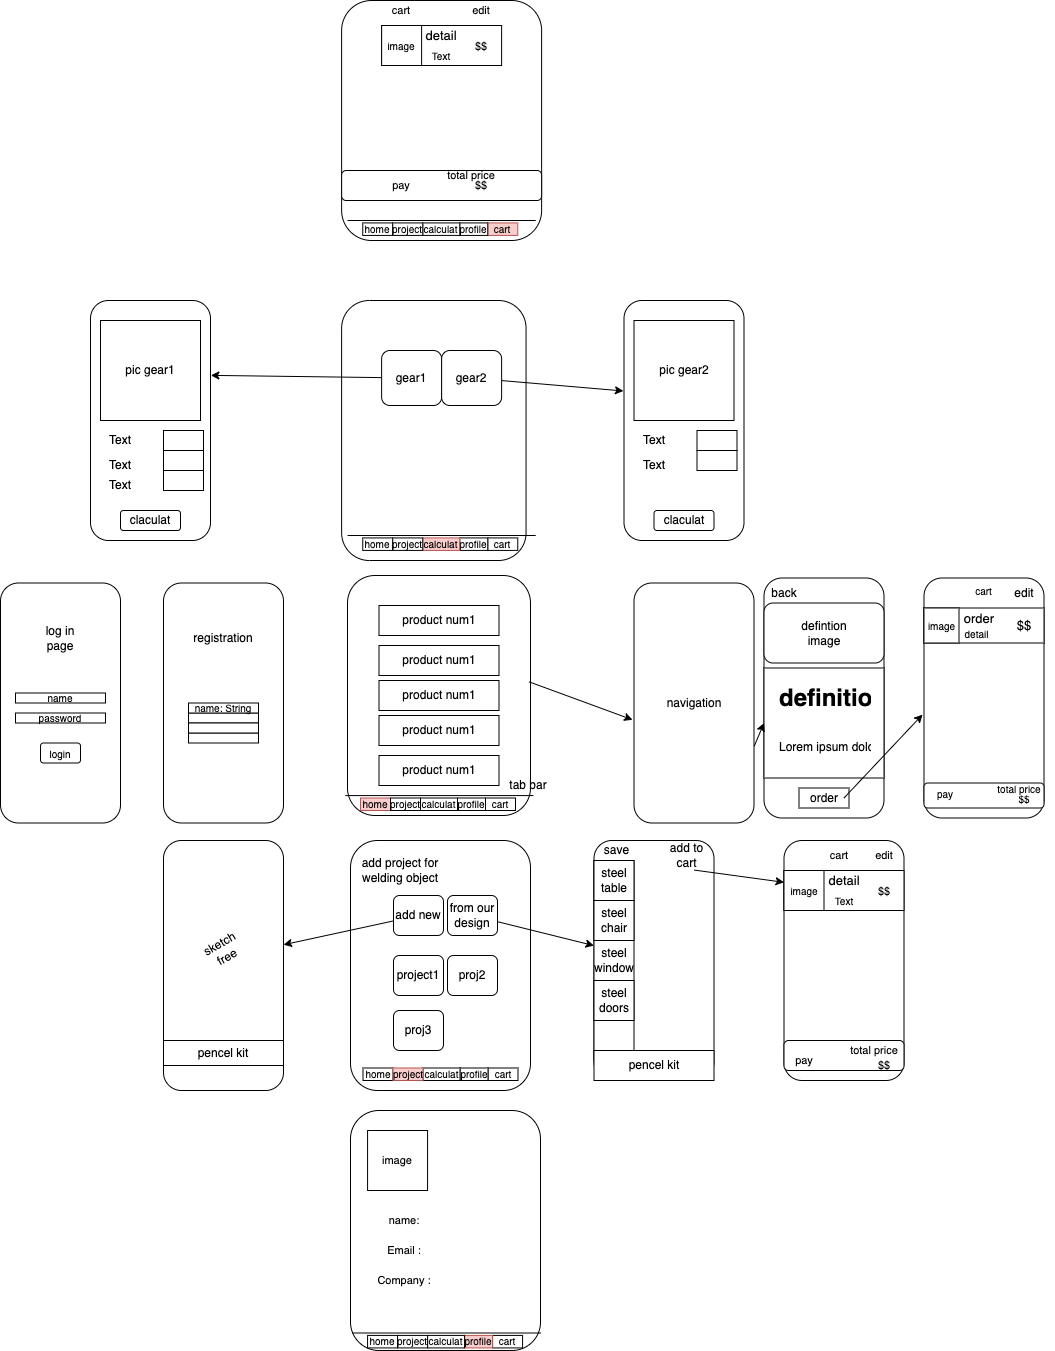 cart edit
image detail $$
Text
total price
pay $$
home project calculat profile cart
pic gear1
Text
Text
Text
claculat
gear1 gear2
home project calculat profile cart
pic gear2
Text
Text
claculat
log in
page
name
password
login
registration
name: String
product num1
product num1
product num1
product num1
product num1
tab bar
home project calculat profile cart
navigation
back
defintion
image
definitio
Lorem ipsum dolo
order
cart edit
image order $$
detail
pay total price
$$
sketch
free
pencel kit
add project for
welding object
add new from our
design
project1 proj2
proj3
home project calculat profile cart
save add to
cart
steel
table
steel
chair
steel
window
steel
doors
pencel kit
cart edit
image detail $$
Text
total price
pay $$
image
name:
Email :
Company :
home project calculat profile cart